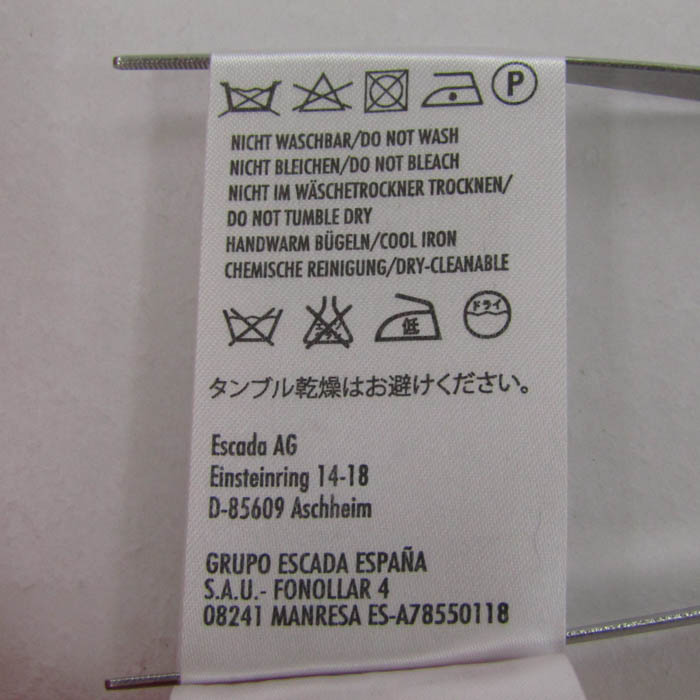 P
NICHT WASCHBAR/DO NOT WASH
NICHT BLEICHEN/DO NOT BLEACH
NICHT IM WÄSCHETROCKNER TROCKNEN/
DO NOT TUMBLE DRY
HANDWARM BÜGELN/COOL IRON
CHEMISCHE REINIGUNG/DRY-CLEANABLE
低 ドライ
タンブル乾燥はお避けください。
Escada AG
Einsteinring 14-18
D-85609 Aschheim
GRUPO ESCADA ESPAÑA
S.A.U.- FONOLLAR 4
08241 MANRESA ES-A78550118